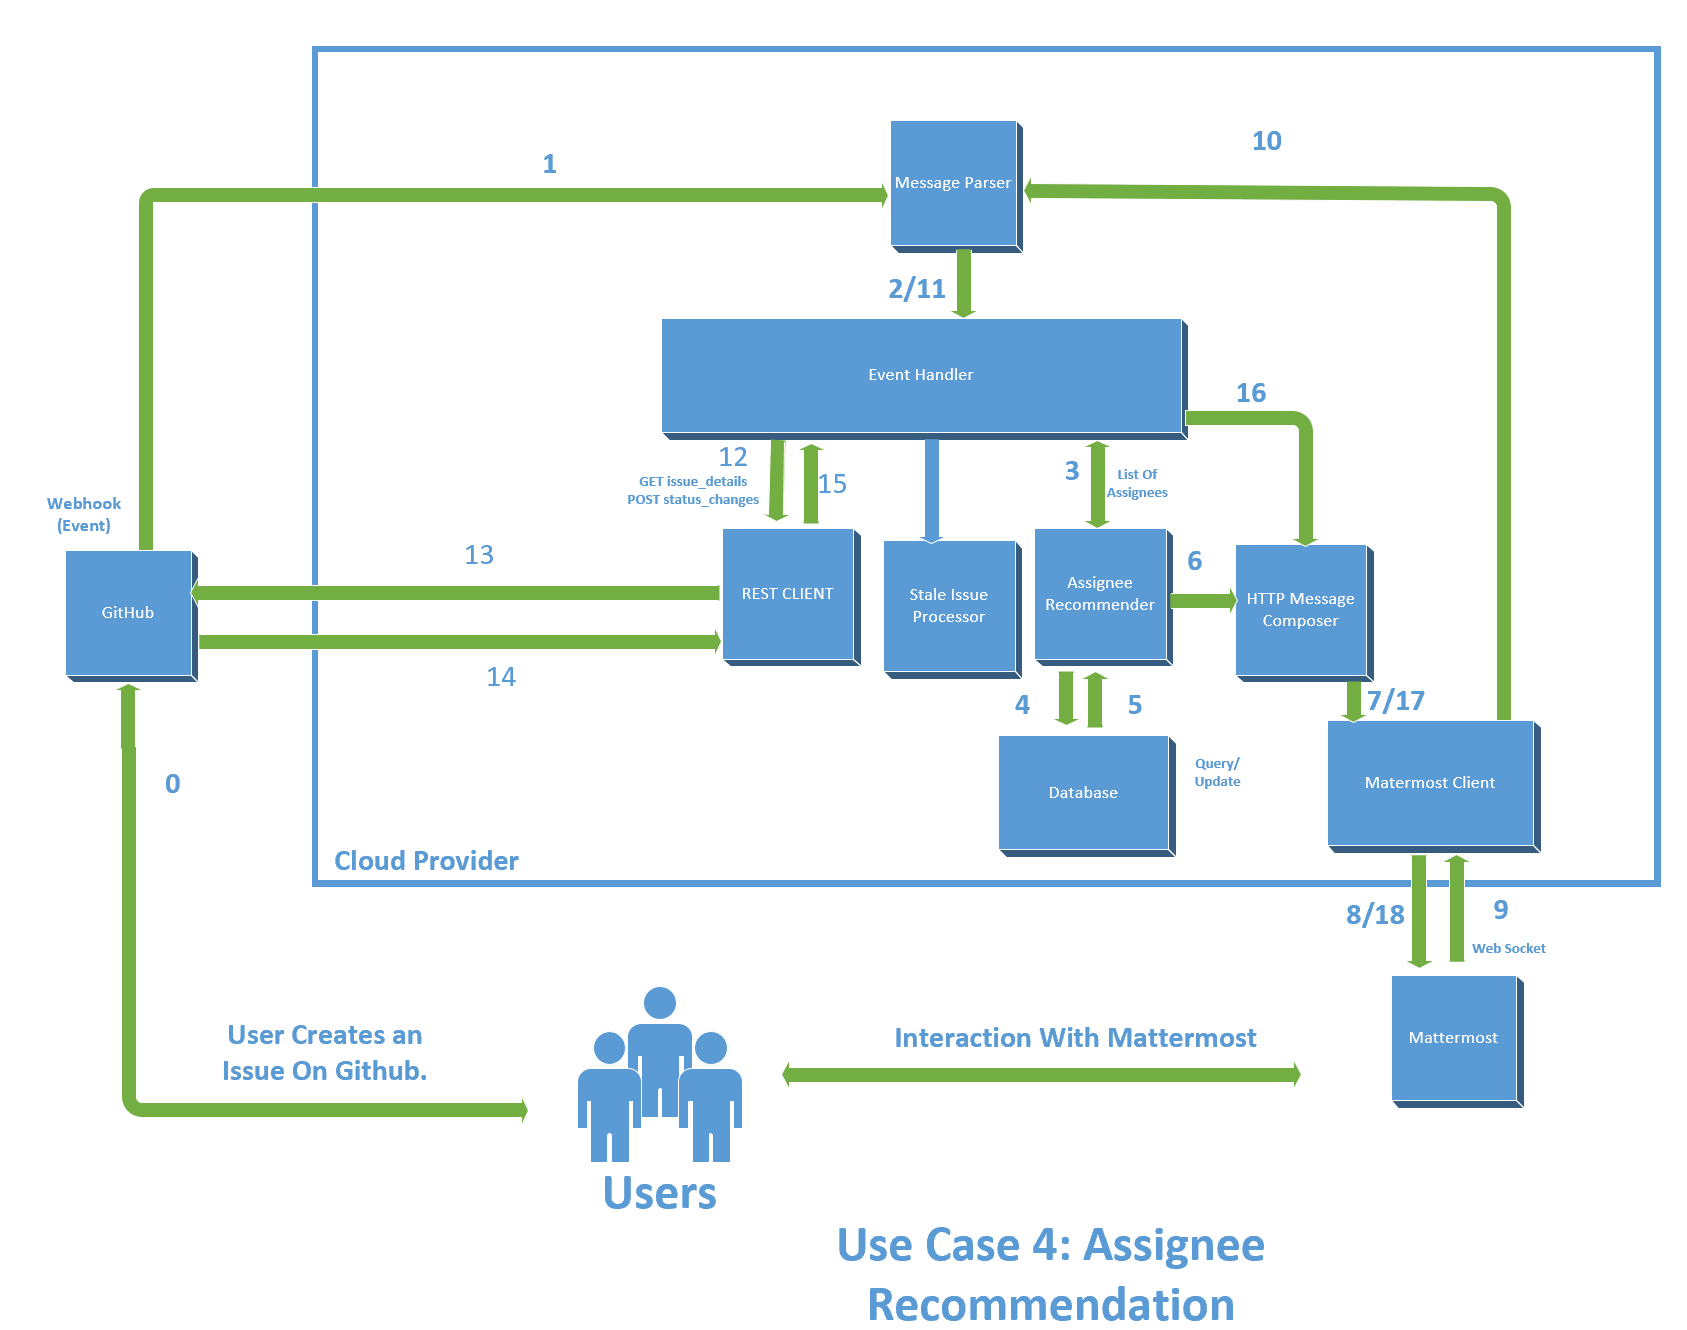 1
10
Message Parser
2/11
Event Handler
16
12
GET issue_details
POST status_changes
15
3
List Of
Assignees
Webhook
(Event)
13
GitHub
14
REST CLIENT
Stale Issue
Processor
Assignee
Recommender
6
HTTP Message
Composer
4
5
7/17
Database
Query/
Update
Matermost Client
0
Cloud Provider
8/18
9
Web Socket
User Creates an
Issue On Github.
Interaction With Mattermost
Mattermost
Users
Use Case 4: Assignee
Recommendation